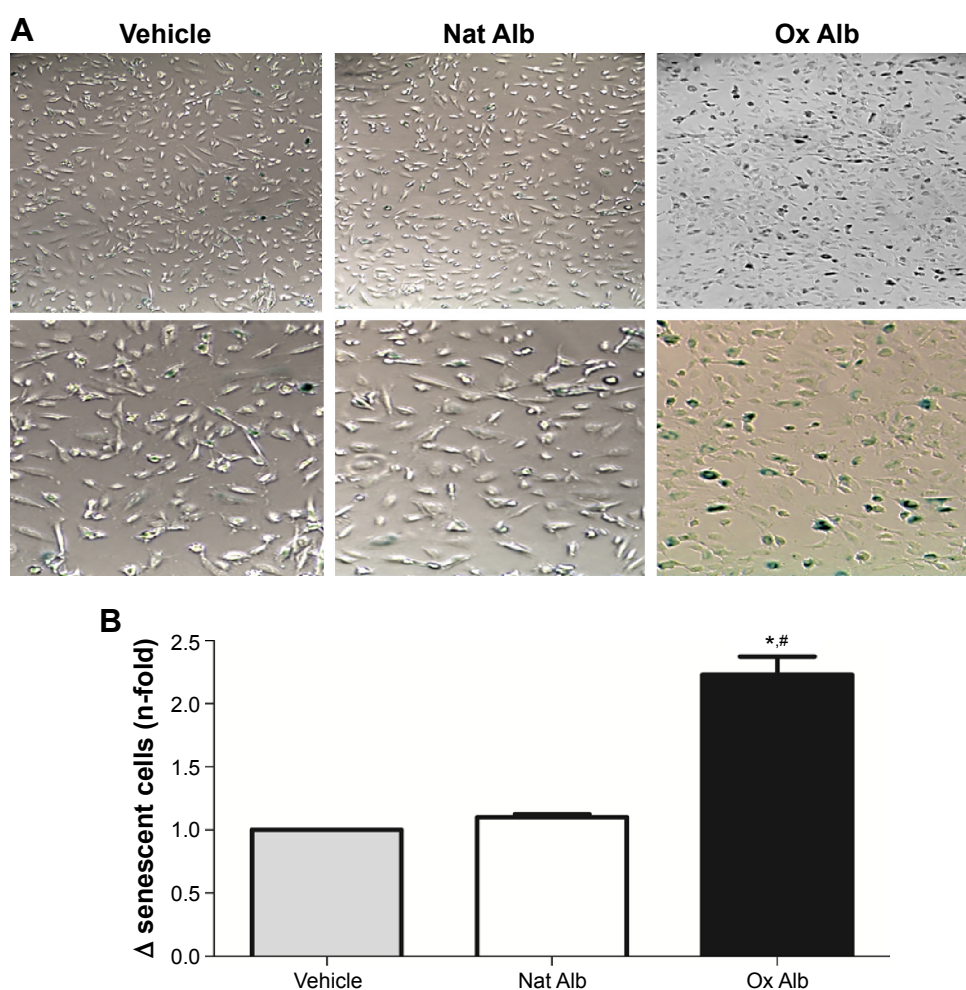 A
Vehicle Nat Alb Ox Alb
B
Δ senescent cells (n-fold)
2.5
2.0
1.5
1.0
0.5
0.0
*,#
Vehicle Nat Alb Ox Alb